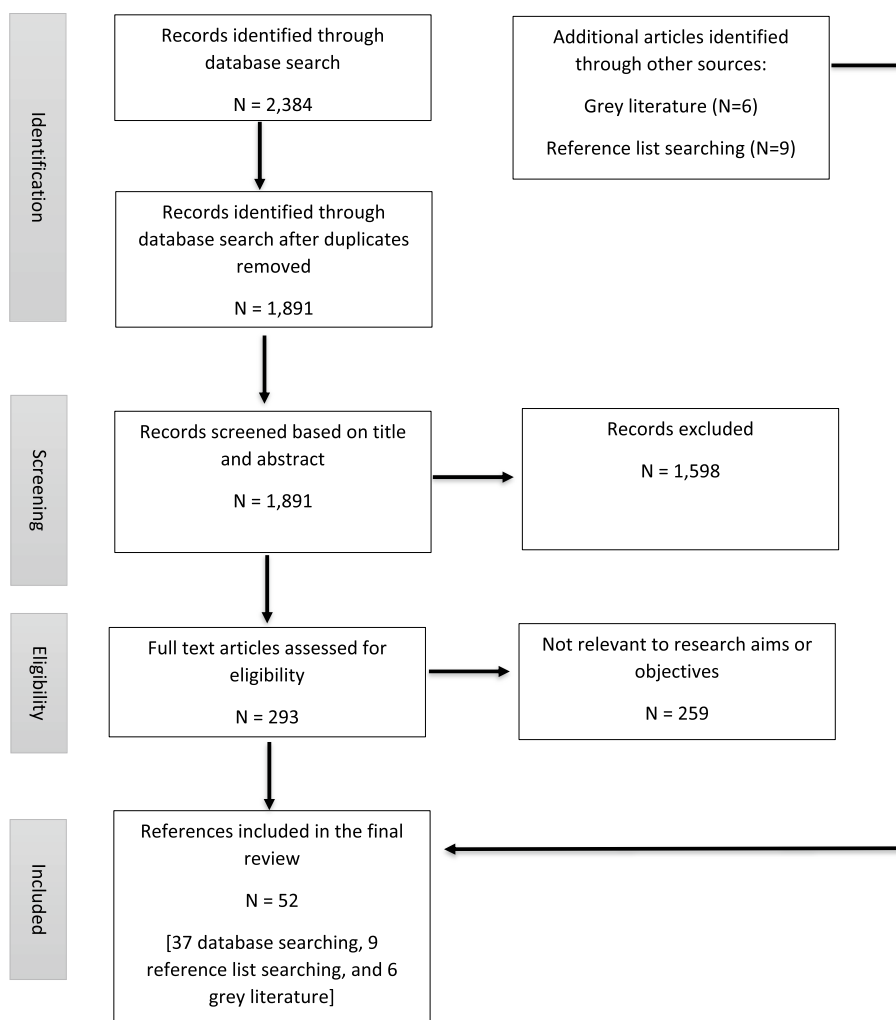 Identification
Records identified through
database search
N = 2,384
Additional articles identified
through other sources:
Grey literature (N=6)
Reference list searching (N=9)
Records identified through
database search after duplicates
removed
N = 1,891
Screening
Records screened based on title
and abstract
N = 1,891
Records excluded
N = 1,598
Eligibility
Full text articles assessed for
eligibility
N = 293
Not relevant to research aims or
objectives
N = 259
Included
References included in the final
review
N = 52
[37 database searching, 9
reference list searching, and 6
grey literature]